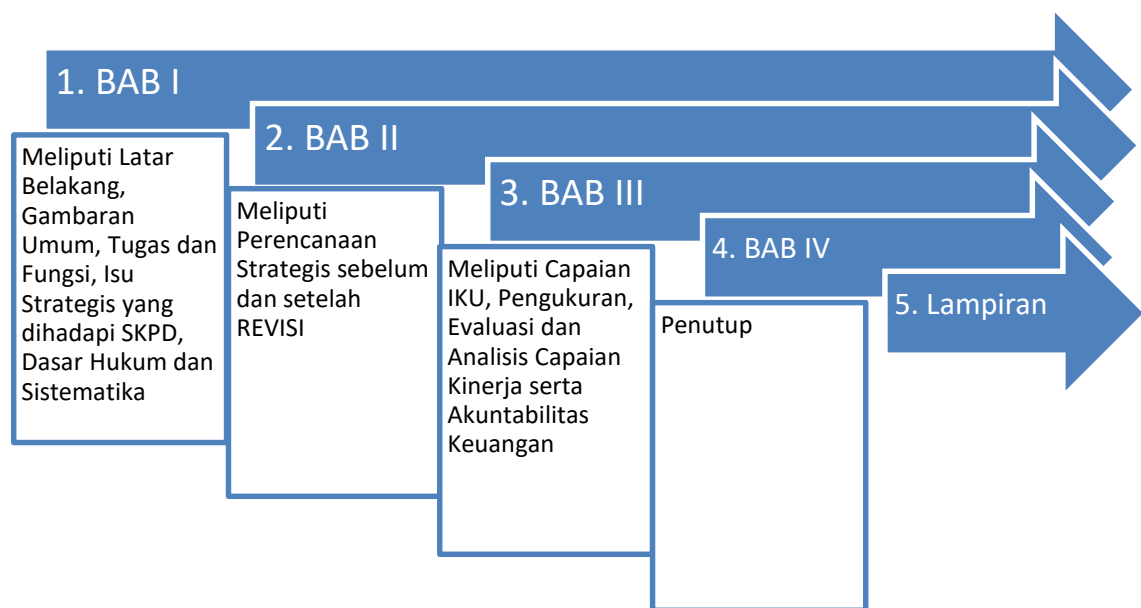 1. BAB I
Meliputi Latar
Belakang,
Gambaran
Umum, Tugas dan
Fungsi, Isu
Strategis yang
dihadapi SKPD,
Dasar Hukum dan
Sistematika
2. BAB II
Meliputi
Perencanaan
Strategis sebelum
dan setelah
REVISI
3. BAB III
Meliputi Capaian
IKU, Pengukuran,
Evaluasi dan
Analisis Capaian
Kinerja serta
Akuntabilitas
Keuangan
4. BAB IV
Penutup
5. Lampiran